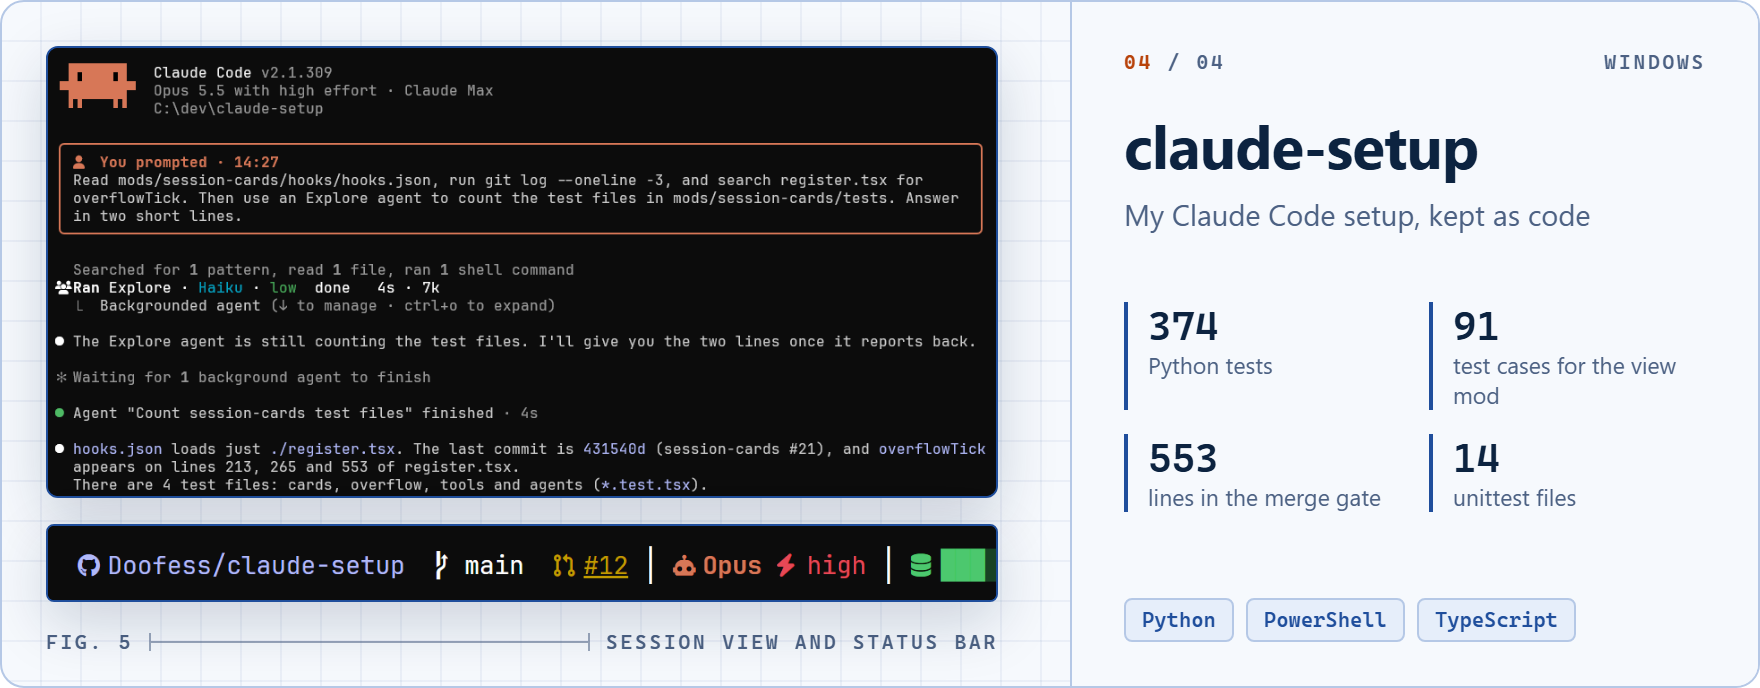 Claude Code v2.1.309
Opus 5.5 with high effort · Claude Max
C:\dev\claude-setup
You prompted · 14:27
Read mods/session-cards/hooks/hooks.json, run git log --oneline -3, and search register.tsx for
overflowTick. Then use an Explore agent to count the test files in mods/session-cards/tests. Answer
in two short lines.
Searched for 1 pattern, read 1 file, ran 1 shell command
Ran Explore · Haiku · low done 4s · 7k
└ Backgrounded agent (↓ to manage · ctrl+o to expand)
● The Explore agent is still counting the test files. I'll give you the two lines once it reports back.
✻ Waiting for 1 background agent to finish
● Agent "Count session-cards test files" finished · 4s
● hooks.json loads just ./register.tsx. The last commit is 431540d (session-cards #21), and overflowTick
appears on lines 213, 265 and 553 of register.tsx.
There are 4 test files: cards, overflow, tools and agents (*.test.tsx).
Doofess/claude-setup main #12 | Opus high |
FIG. 5 SESSION VIEW AND STATUS BAR
04 / 04 WINDOWS
claude-setup
My Claude Code setup, kept as code
374
Python tests
91
test cases for the view
mod
553
lines in the merge gate
14
unittest files
Python PowerShell TypeScript